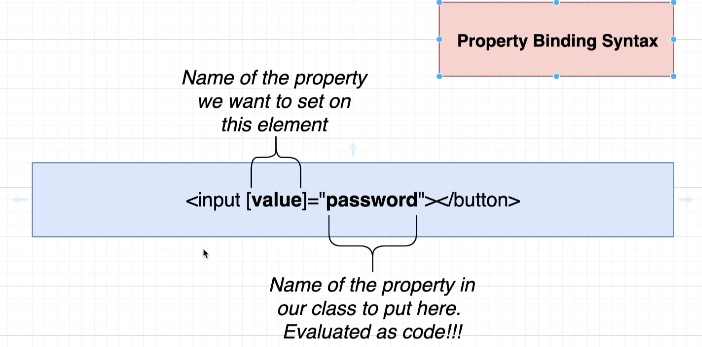 Property Binding Syntax
Name of the property
we want to set on
this element
<input [value]="password"></button>
Name of the property in
our class to put here.
Evaluated as code!!!